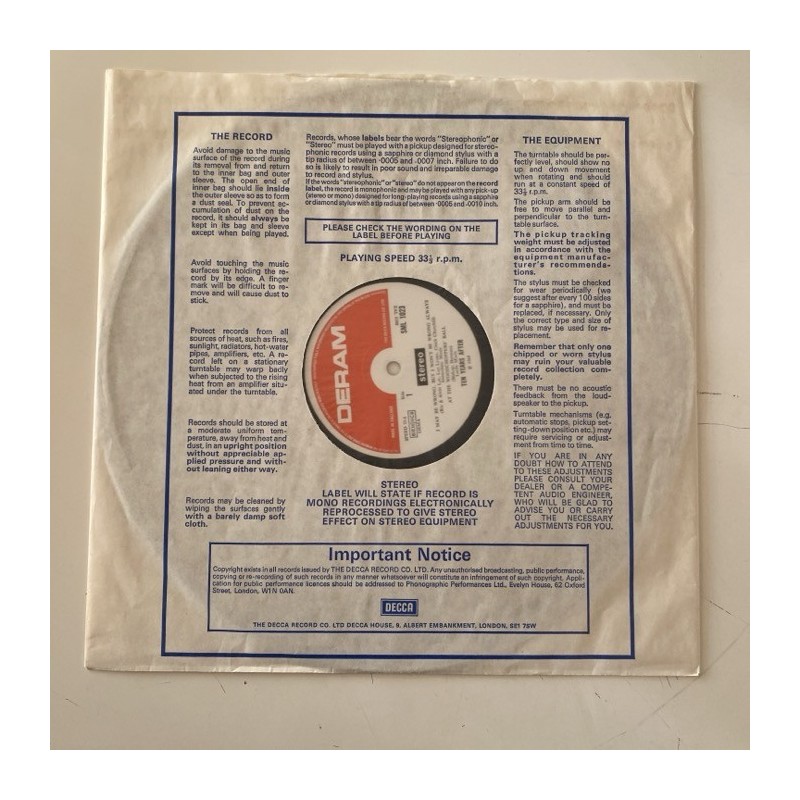 THE RECORD
Avoid damage to the music
surface of the record during
its removal from and return
to the inner bag and outer
sleeve. The open end of
inner bag should lie inside
the outer sleeve so as to form
a dust seal. To prevent ac-
cumulation of dust on the
record, it should always be
kept in its bag and sleeve
except when being played.
Avoid touching the music
surfaces by holding the re-
cord by its edge. A finger
mark will be difficult to re-
move and will cause dust to
stick.
Protect records from all
sources of heat, such as fires,
sunlight, radiators, hot-water
pipes, amplifiers, etc. A re-
cord left on a stationary
turntable may warp badly
when subjected to the rising
heat from an amplifier situ-
ated under the turntable.
Records should be stored at
a moderate uniform tem-
perature, away from heat and
dust, in an upright position
without appreciable ap-
plied pressure and with-
out leaning either way.
Records may be cleaned by
wiping the surfaces gently
with a barely damp soft
cloth.
Records, whose labels bear the words "Stereophonic" or
"Stereo" must be played with a pickup designed for stereo-
phonic records using a sapphire or diamond stylus with a
tip radius of between ·0005 and ·0007 inch. Failure to do
so is likely to result in poor sound and irreparable damage
to record and stylus.
If the words "stereophonic" or "stereo" do not appear on the record
label, the record is monophonic and may be played with any pick-up
(stereo or mono) designed for long-playing records using a sapphire
or diamond stylus with a tip radius of between ·0005 and ·0010 inch.
PLEASE CHECK THE WORDING ON THE
LABEL BEFORE PLAYING
PLAYING SPEED 33⅓ r.p.m.
DERAM
stereo
SML 1023
1
AT THE WOODCHOPPERS' BALL
TEN YEARS AFTER
STEREO
LABEL WILL STATE IF RECORD IS
MONO RECORDINGS ELECTRONICALLY
REPROCESSED TO GIVE STEREO
EFFECT ON STEREO EQUIPMENT
THE EQUIPMENT
The turntable should be per-
fectly level, should show no
up and down movement
when rotating and should
run at a constant speed of
33⅓ r.p.m.
The pickup arm should be
free to move parallel and
perpendicular to the turn-
table surface.
The pickup tracking
weight must be adjusted
in accordance with the
equipment manufac-
turer's recommenda-
tions.
The stylus must be checked
for wear periodically (we
suggest after every 100 sides
for a sapphire), and must be
replaced, if necessary. Only
the correct type and size of
stylus may be used for re-
placement.
Remember that only one
chipped or worn stylus
may ruin your valuable
record collection com-
pletely.
There must be no acoustic
feedback from the loud-
speaker to the pickup.
Turntable mechanisms (e.g.
automatic stops, pickup set-
ting-down position etc.) may
require servicing or adjust-
ment from time to time.
IF YOU ARE IN ANY
DOUBT HOW TO ATTEND
TO THESE ADJUSTMENTS
PLEASE CONSULT YOUR
DEALER OR A COMPE-
TENT AUDIO ENGINEER,
WHO WILL BE GLAD TO
ADVISE YOU OR CARRY
OUT THE NECESSARY
ADJUSTMENTS FOR YOU.
Important Notice
Copyright exists in all records issued by THE DECCA RECORD CO. LTD. Any unauthorised broadcasting, public performance,
copying or re-recording of such records in any manner whatsoever will constitute an infringement of such copyright. Appli-
cation for public performance licences should be addressed to Phonographic Performances Ltd., Evelyn House, 62 Oxford
Street, London, W1N 0AN.
DECCA
THE DECCA RECORD CO. LTD DECCA HOUSE, 9, ALBERT EMBANKMENT, LONDON, SE1 7SW